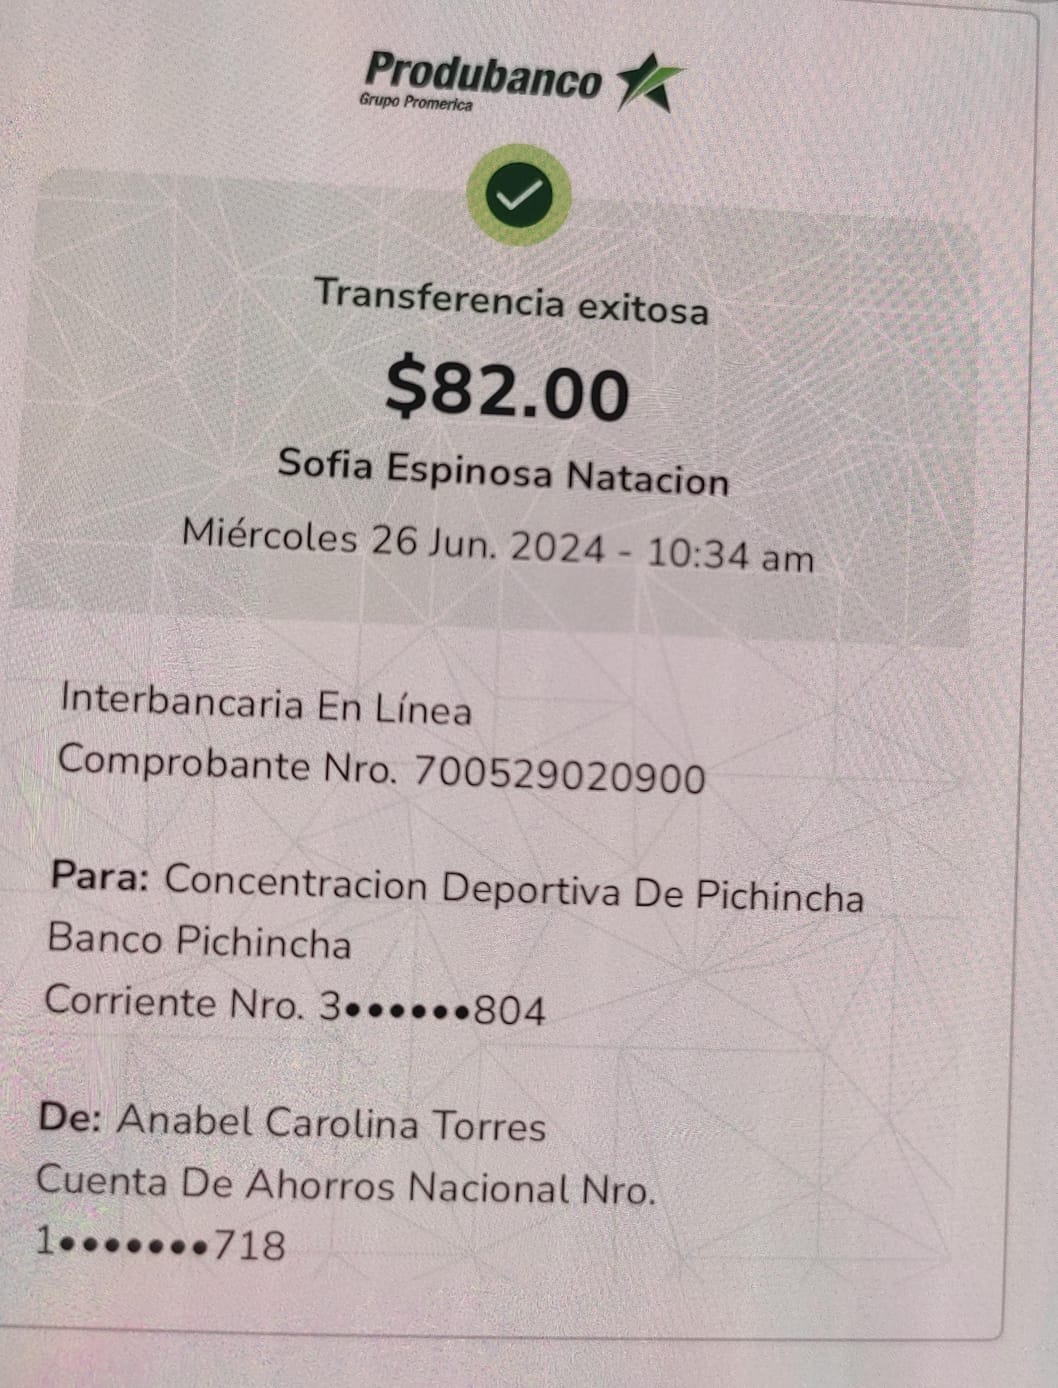 Produbanco
Grupo Promerica
Transferencia exitosa
$82.00
Sofia Espinosa Natacion
Miércoles 26 Jun. 2024 - 10:34 am
Interbancaria En Línea
Comprobante Nro. 700529020900
Para: Concentracion Deportiva De Pichincha
Banco Pichincha
Corriente Nro. 3••••••804
De: Anabel Carolina Torres
Cuenta De Ahorros Nacional Nro.
1•••••••718